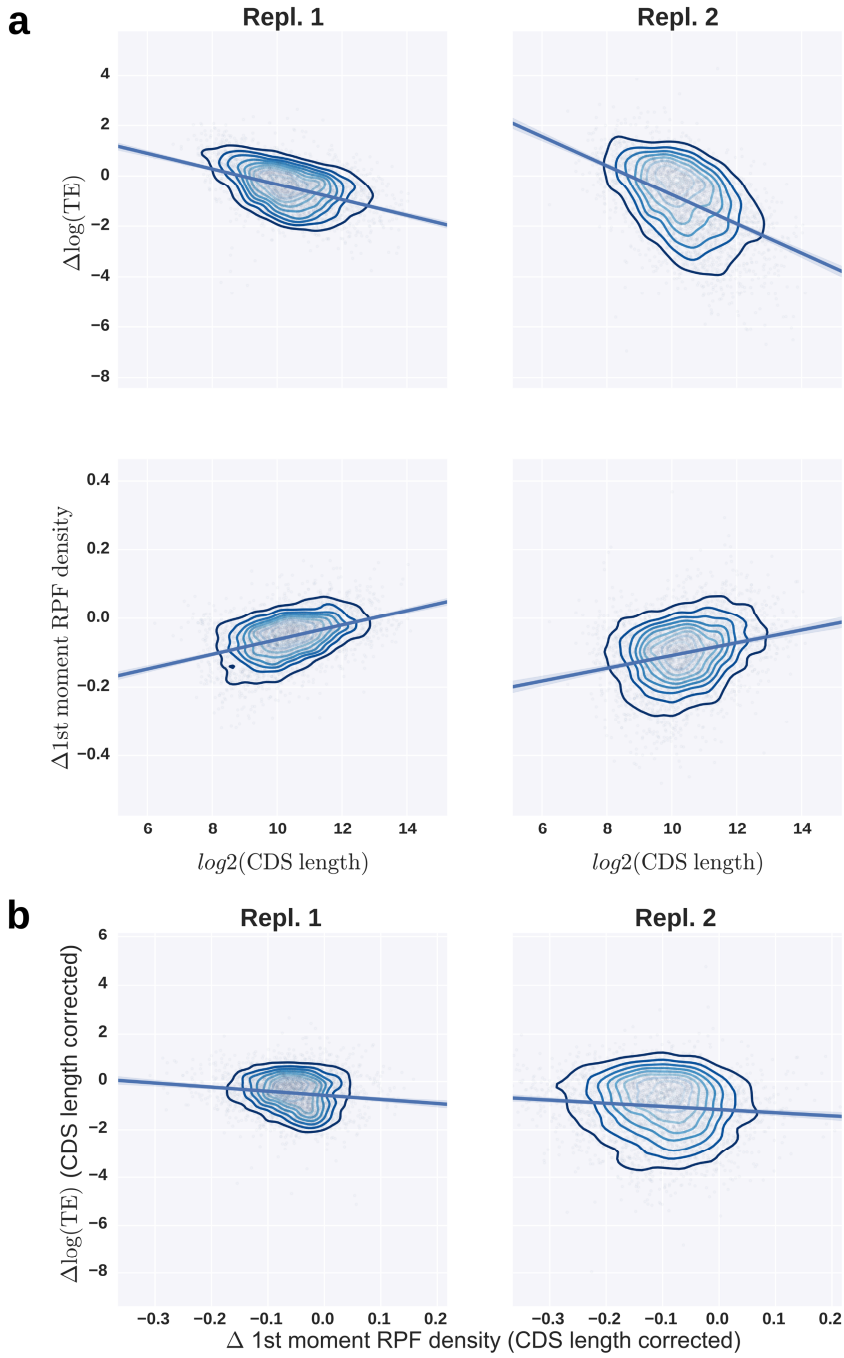 a
Repl. 1
Repl. 2
Δlog(TE)
4
2
0
−2
−4
−6
−8
Δ1st moment RPF density
0.4
0.2
0.0
−0.2
−0.4
6 8 10 12 14
6 8 10 12 14
log2(CDS length)
log2(CDS length)
b
Repl. 1
Repl. 2
Δlog(TE) (CDS length corrected)
6
4
2
0
−2
−4
−6
−8
−0.3 −0.2 −0.1 0.0 0.1 0.2
−0.3 −0.2 −0.1 0.0 0.1 0.2
Δ 1st moment RPF density (CDS length corrected)